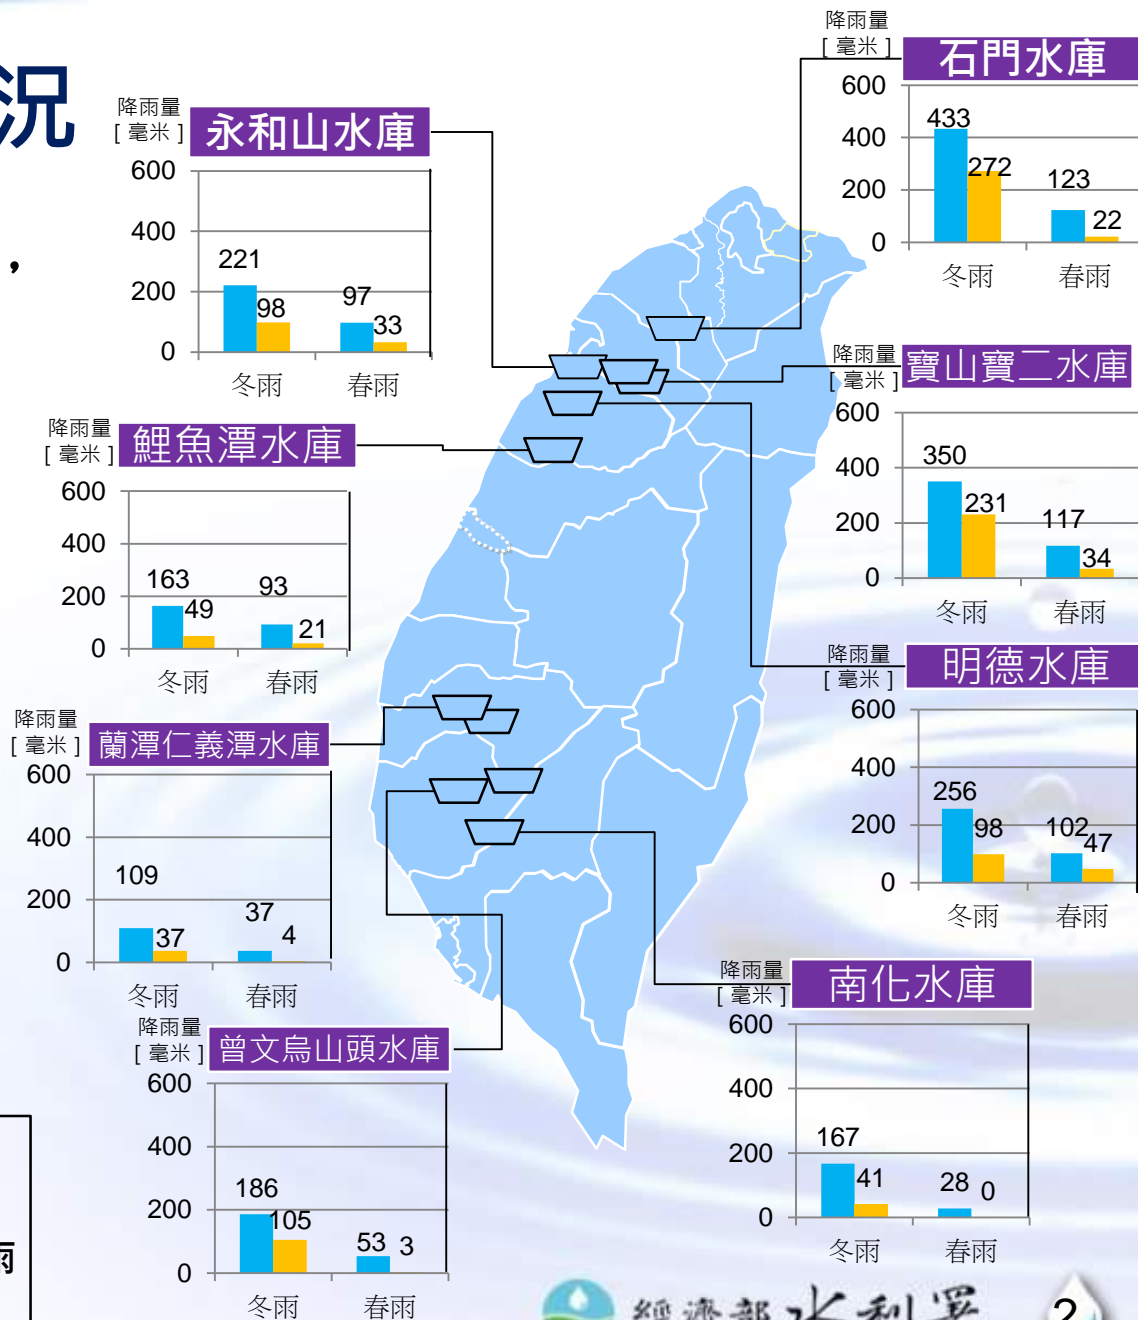 況
，
降雨量
[ 毫米 ]
永和山水庫
600
400
200
0
221
98
97
33
冬雨
春雨
降雨量
[ 毫米 ]
石門水庫
600
400
200
0
433
272
123
22
冬雨
春雨
降雨量
[ 毫米 ]
寶山寶二水庫
600
400
200
0
350
231
117
34
冬雨
春雨
降雨量
[ 毫米 ]
鯉魚潭水庫
600
400
200
0
163
49
93
21
冬雨
春雨
降雨量
[ 毫米 ]
明德水庫
600
400
200
0
256
98
102
47
冬雨
春雨
降雨量
[ 毫米 ]
蘭潭仁義潭水庫
600
400
200
0
109
37
37
4
冬雨
春雨
降雨量
[ 毫米 ]
南化水庫
600
400
200
0
167
41
28
0
冬雨
春雨
降雨量
[ 毫米 ]
曾文烏山頭水庫
600
400
200
0
186
105
53
3
冬雨
春雨
雨
經濟部水利署
2